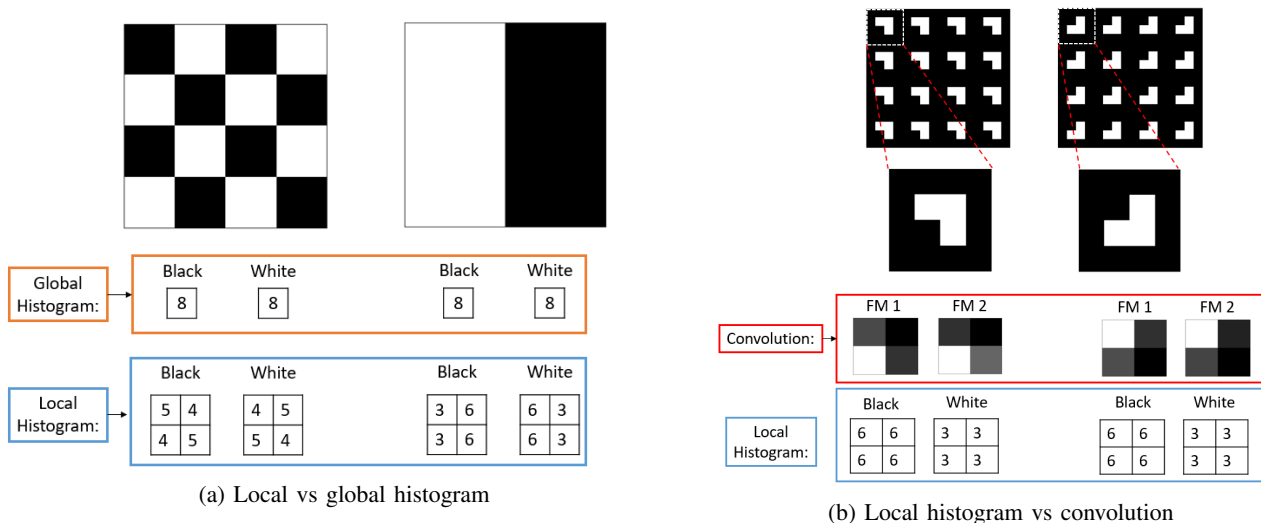 Global
Histogram:
Black White Black White
8 8 8 8
Local
Histogram:
Black White Black White
5 4 4 5 3 6 6 3
4 5 5 4 3 6 6 3
(a) Local vs global histogram
Convolution:
FM 1 FM 2 FM 1 FM 2
Local
Histogram:
Black White Black White
6 6 3 3 6 6 3 3
6 6 3 3 6 6 3 3
(b) Local histogram vs convolution